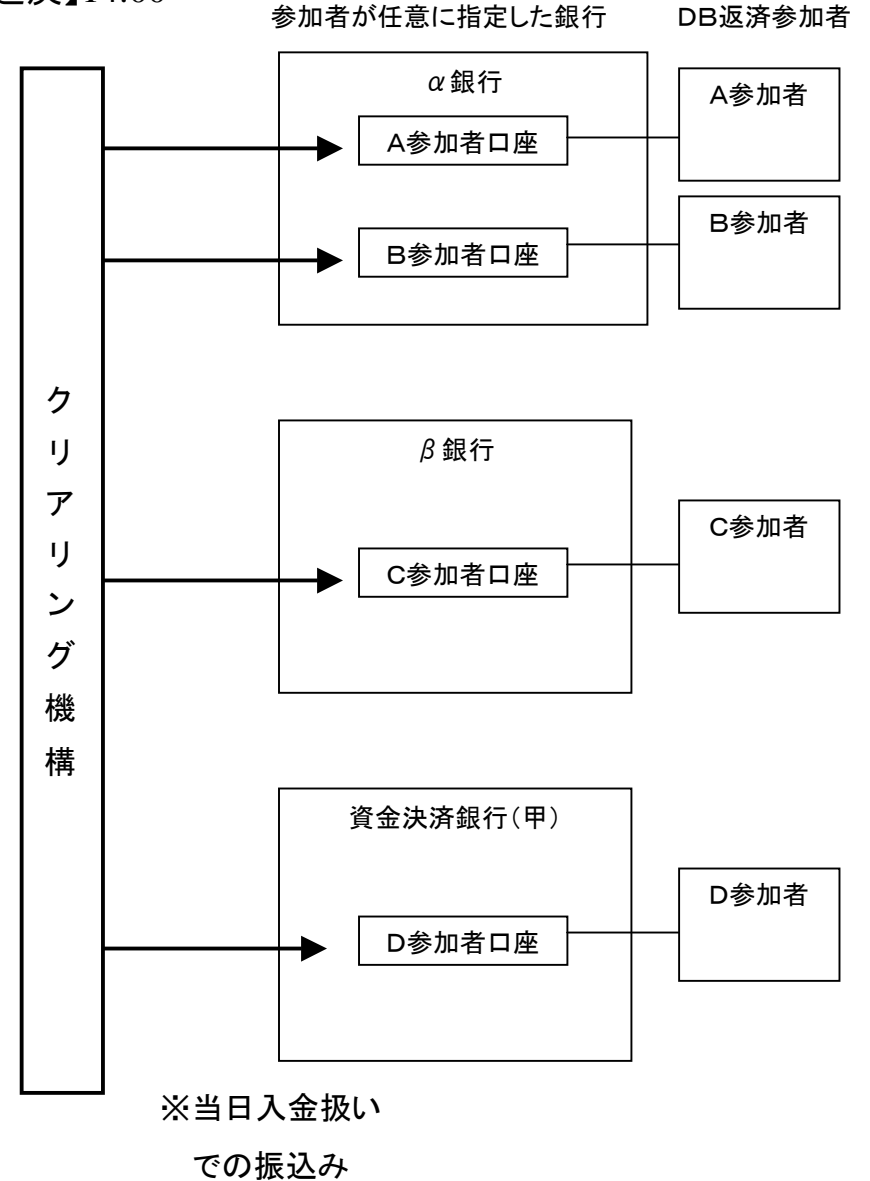 参加者が任意に指定した銀行
DB返済参加者
α銀行
A参加者
A参加者口座
B参加者
B参加者口座
クリアリング機構
β銀行
C参加者
C参加者口座
資金決済銀行(甲)
D参加者
D参加者口座
※当日入金扱い
での振込み